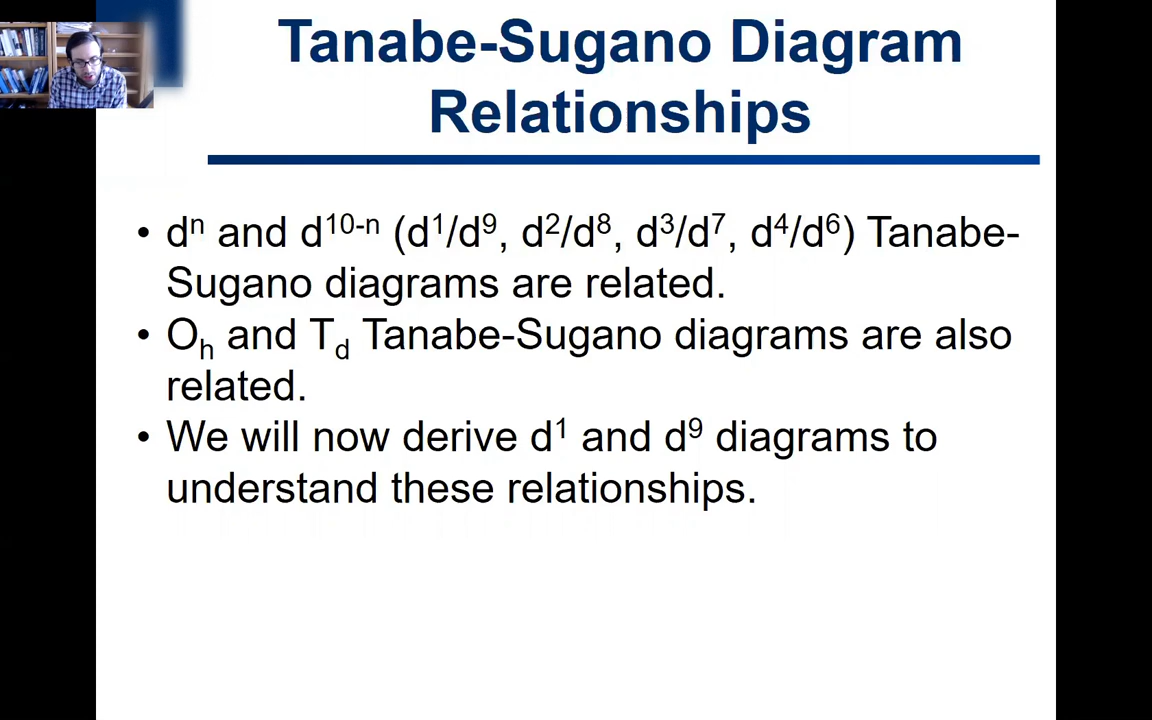 Tanabe-Sugano Diagram
Relationships
• dⁿ and d¹⁰⁻ⁿ (d¹/d⁹, d²/d⁸, d³/d⁷, d⁴/d⁶) Tanabe-
Sugano diagrams are related.
• Oₕ and T_d Tanabe-Sugano diagrams are also
related.
• We will now derive d¹ and d⁹ diagrams to
understand these relationships.